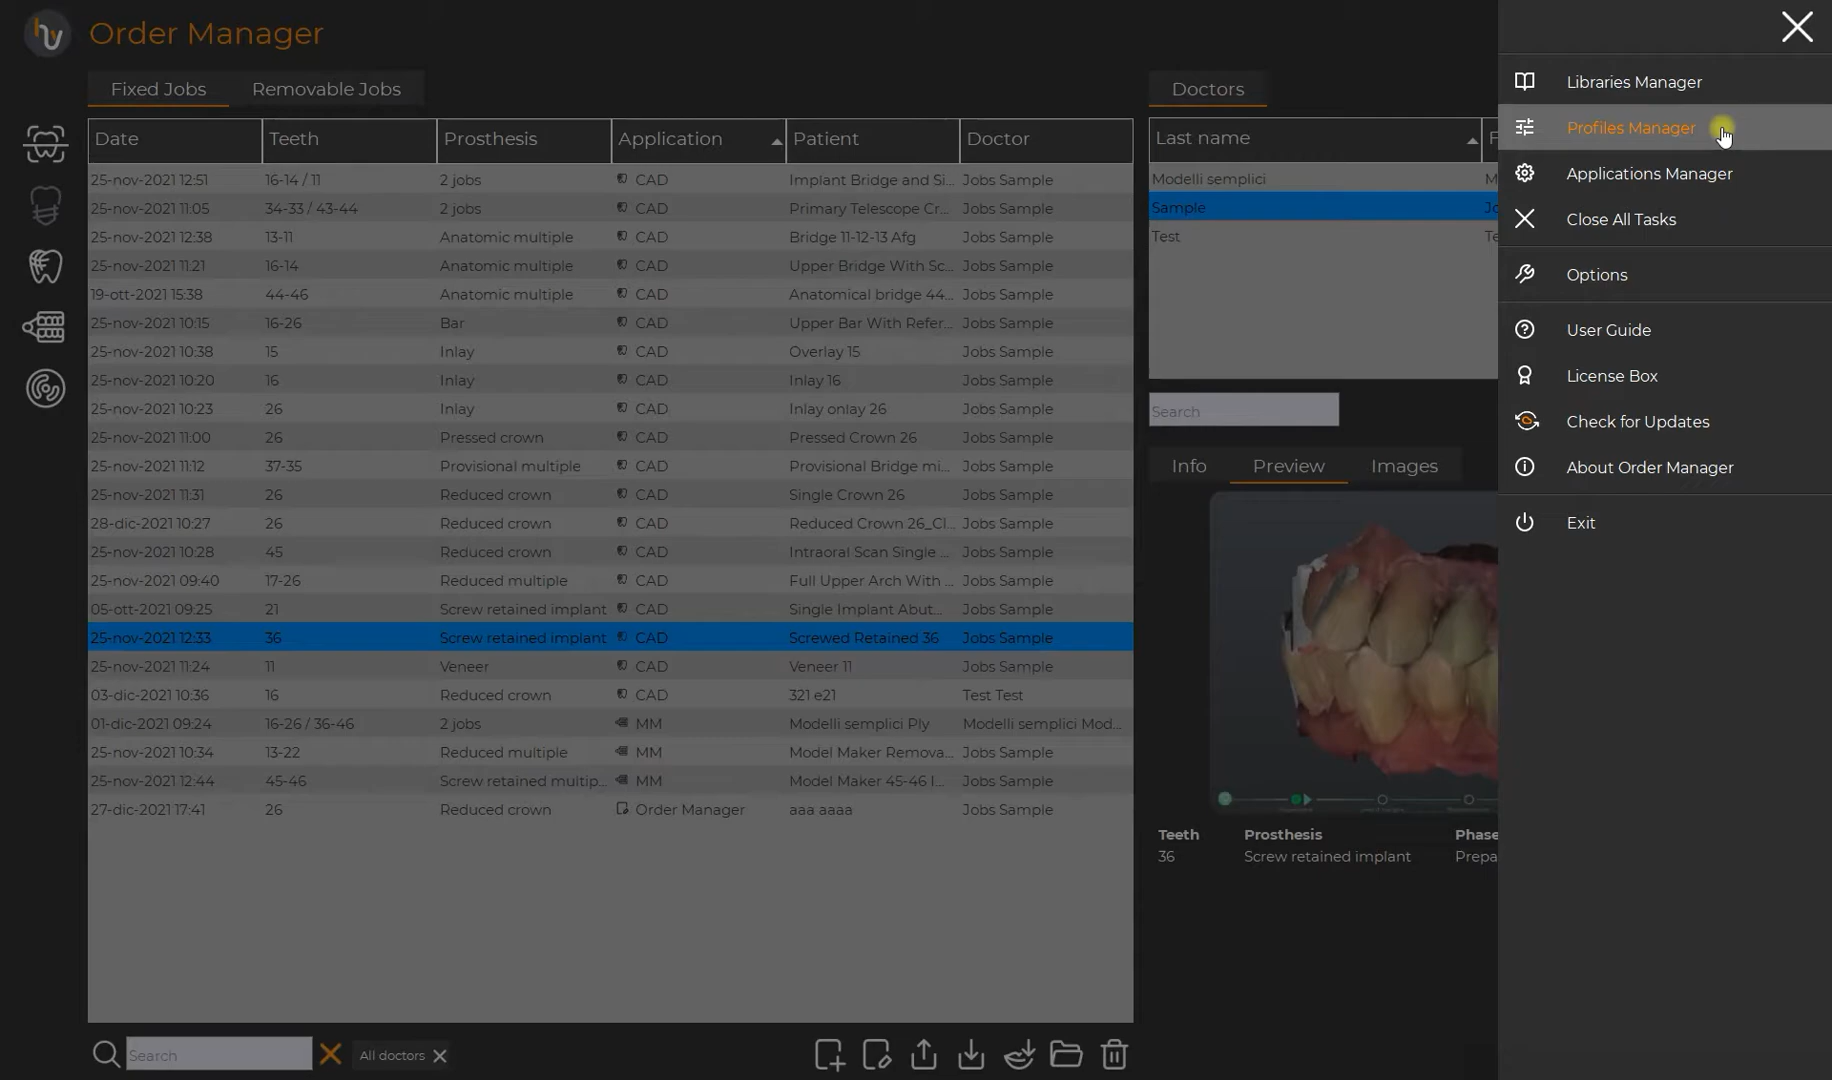 Order Manager
Fixed Jobs Removable Jobs
Date Teeth Prosthesis Application Patient Doctor
25-nov-2021 12:51 16-14 / 11 2 jobs CAD Implant Bridge and Si... Jobs Sample
25-nov-2021 11:05 34-33 / 43-44 2 jobs CAD Primary Telescope Cr... Jobs Sample
25-nov-2021 12:38 13-11 Anatomic multiple CAD Bridge 11-12-13 Afg Jobs Sample
25-nov-2021 11:21 16-14 Anatomic multiple CAD Upper Bridge With Sc... Jobs Sample
19-ott-2021 15:38 44-46 Anatomic multiple CAD Anatomical bridge 44... Jobs Sample
25-nov-2021 10:15 16-26 Bar CAD Upper Bar With Refer... Jobs Sample
25-nov-2021 10:38 15 Inlay CAD Overlay 15 Jobs Sample
25-nov-2021 10:20 16 Inlay CAD Inlay 16 Jobs Sample
25-nov-2021 10:23 26 Inlay CAD Inlay onlay 26 Jobs Sample
25-nov-2021 11:00 26 Pressed crown CAD Pressed Crown 26 Jobs Sample
25-nov-2021 11:12 37-35 Provisional multiple CAD Provisional Bridge mi... Jobs Sample
25-nov-2021 11:31 26 Reduced crown CAD Single Crown 26 Jobs Sample
28-dic-2021 10:27 26 Reduced crown CAD Reduced Crown 26_Cl... Jobs Sample
25-nov-2021 10:28 45 Reduced crown CAD Intraoral Scan Single ... Jobs Sample
25-nov-2021 09:40 17-26 Reduced multiple CAD Full Upper Arch With ... Jobs Sample
05-ott-2021 09:25 21 Screw retained implant CAD Single Implant Abut... Jobs Sample
25-nov-2021 12:33 36 Screw retained implant CAD Screwed Retained 36 Jobs Sample
25-nov-2021 11:24 11 Veneer CAD Veneer 11 Jobs Sample
03-dic-2021 10:36 16 Reduced crown CAD 321 e21 Test Test
01-dic-2021 09:24 16-26 / 36-46 2 jobs MM Modelli semplici Ply Modelli semplici Mod...
25-nov-2021 10:34 13-22 Reduced multiple MM Model Maker Remova... Jobs Sample
25-nov-2021 12:44 45-46 Screw retained multip... MM Model Maker 45-46 I... Jobs Sample
27-dic-2021 17:41 26 Reduced crown Order Manager aaa aaaa Jobs Sample
Search All doctors
Doctors
Last name F
Modelli semplici M
Sample Jo
Test Te
Search
Info Preview Images
Teeth Prosthesis Phase
36 Screw retained implant Prepa
Libraries Manager
Profiles Manager
Applications Manager
Close All Tasks
Options
User Guide
License Box
Check for Updates
About Order Manager
Exit